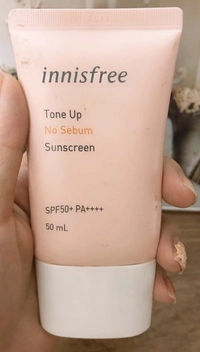 innisfree
Tone Up
No Sebum
Sunscreen
SPF50+ PA++++
50 mL